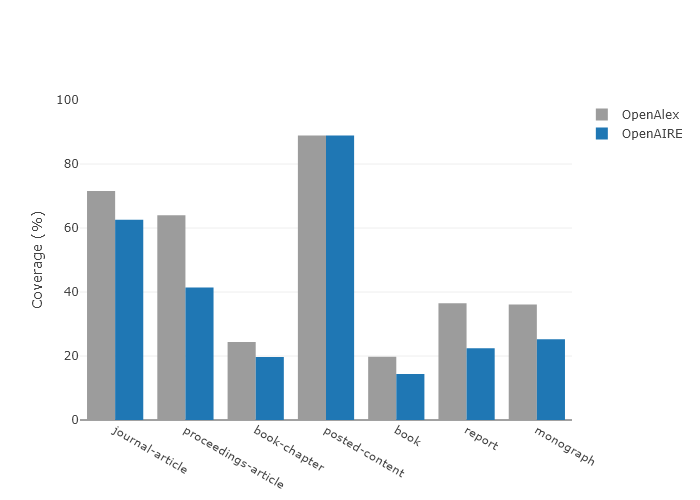 100
80
60
40
20
0
Coverage (%)
journal-article
proceedings-article
book-chapter
posted-content
book
report
monograph
OpenAlex
OpenAIRE